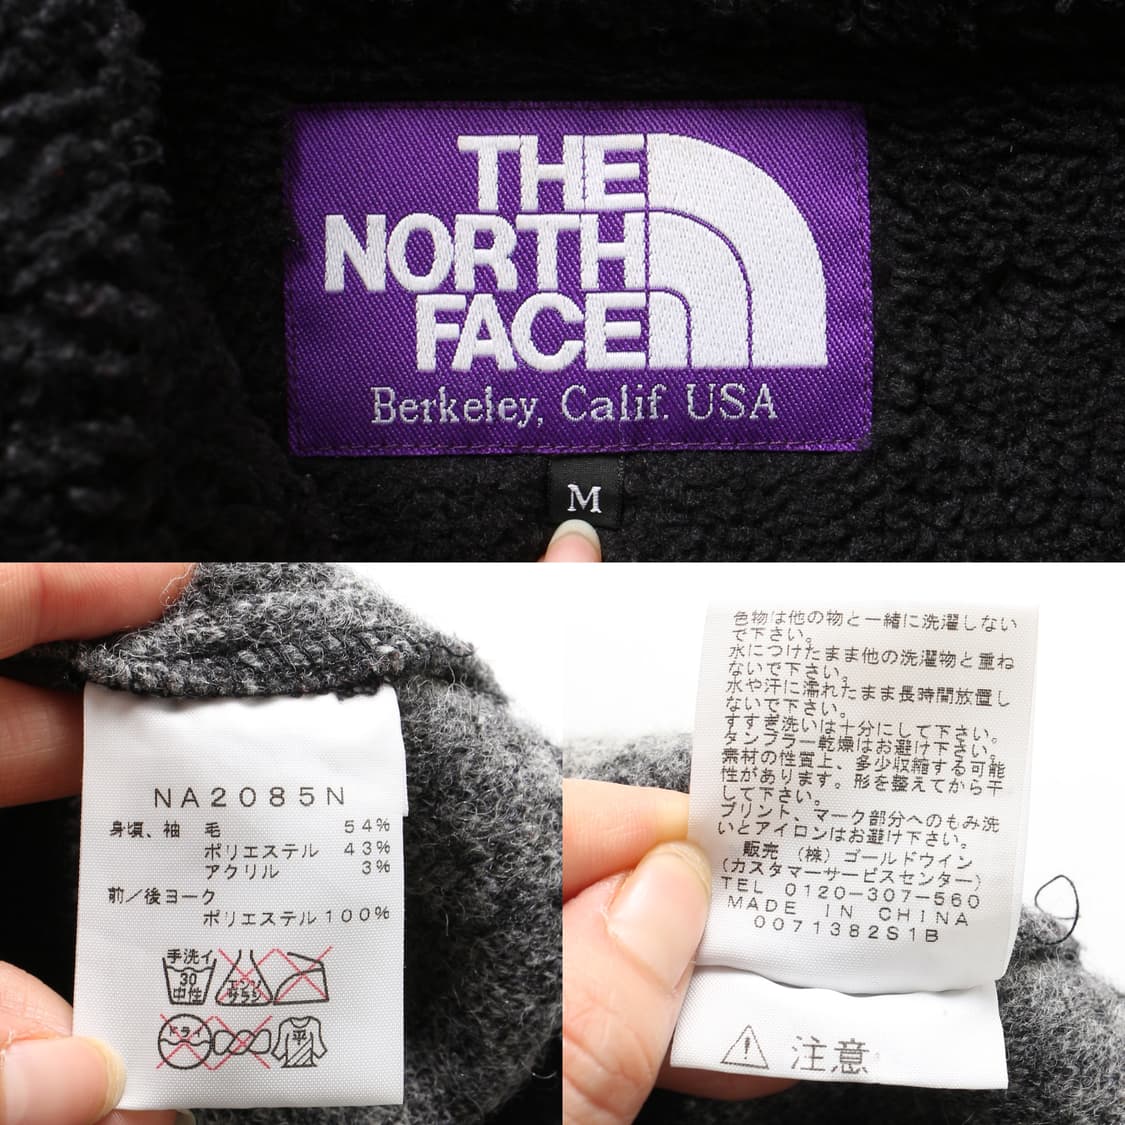 THE
NORTH
FACE
Berkeley, Calif. USA
M
NA2085N
身頃、袖 毛 54%
ポリエステル 43%
アクリル 3%
前/後ヨーク
ポリエステル100%
手洗イ
30
中性
エンソ
サラシ
ドライ
平
色物は他の物と一緒に洗濯しない
で下さい。
水につけたまま他の洗濯物と重ね
ないで下さい。
水や汗に濡れたまま長時間放置し
ないで下さい。
すすぎ洗いは十分にして下さい。
タンブラー乾燥はお避け下さい。
素材の性質上、多少収縮する可能
性があります。形を整えてから干
して下さい。
プリント、マーク部分へのもみ洗
いとアイロンはお避け下さい。
販売 (株)ゴールドウイン
(カスタマーサービスセンター)
TEL 0120-307-560
MADE IN CHINA
0071382S1B
注意